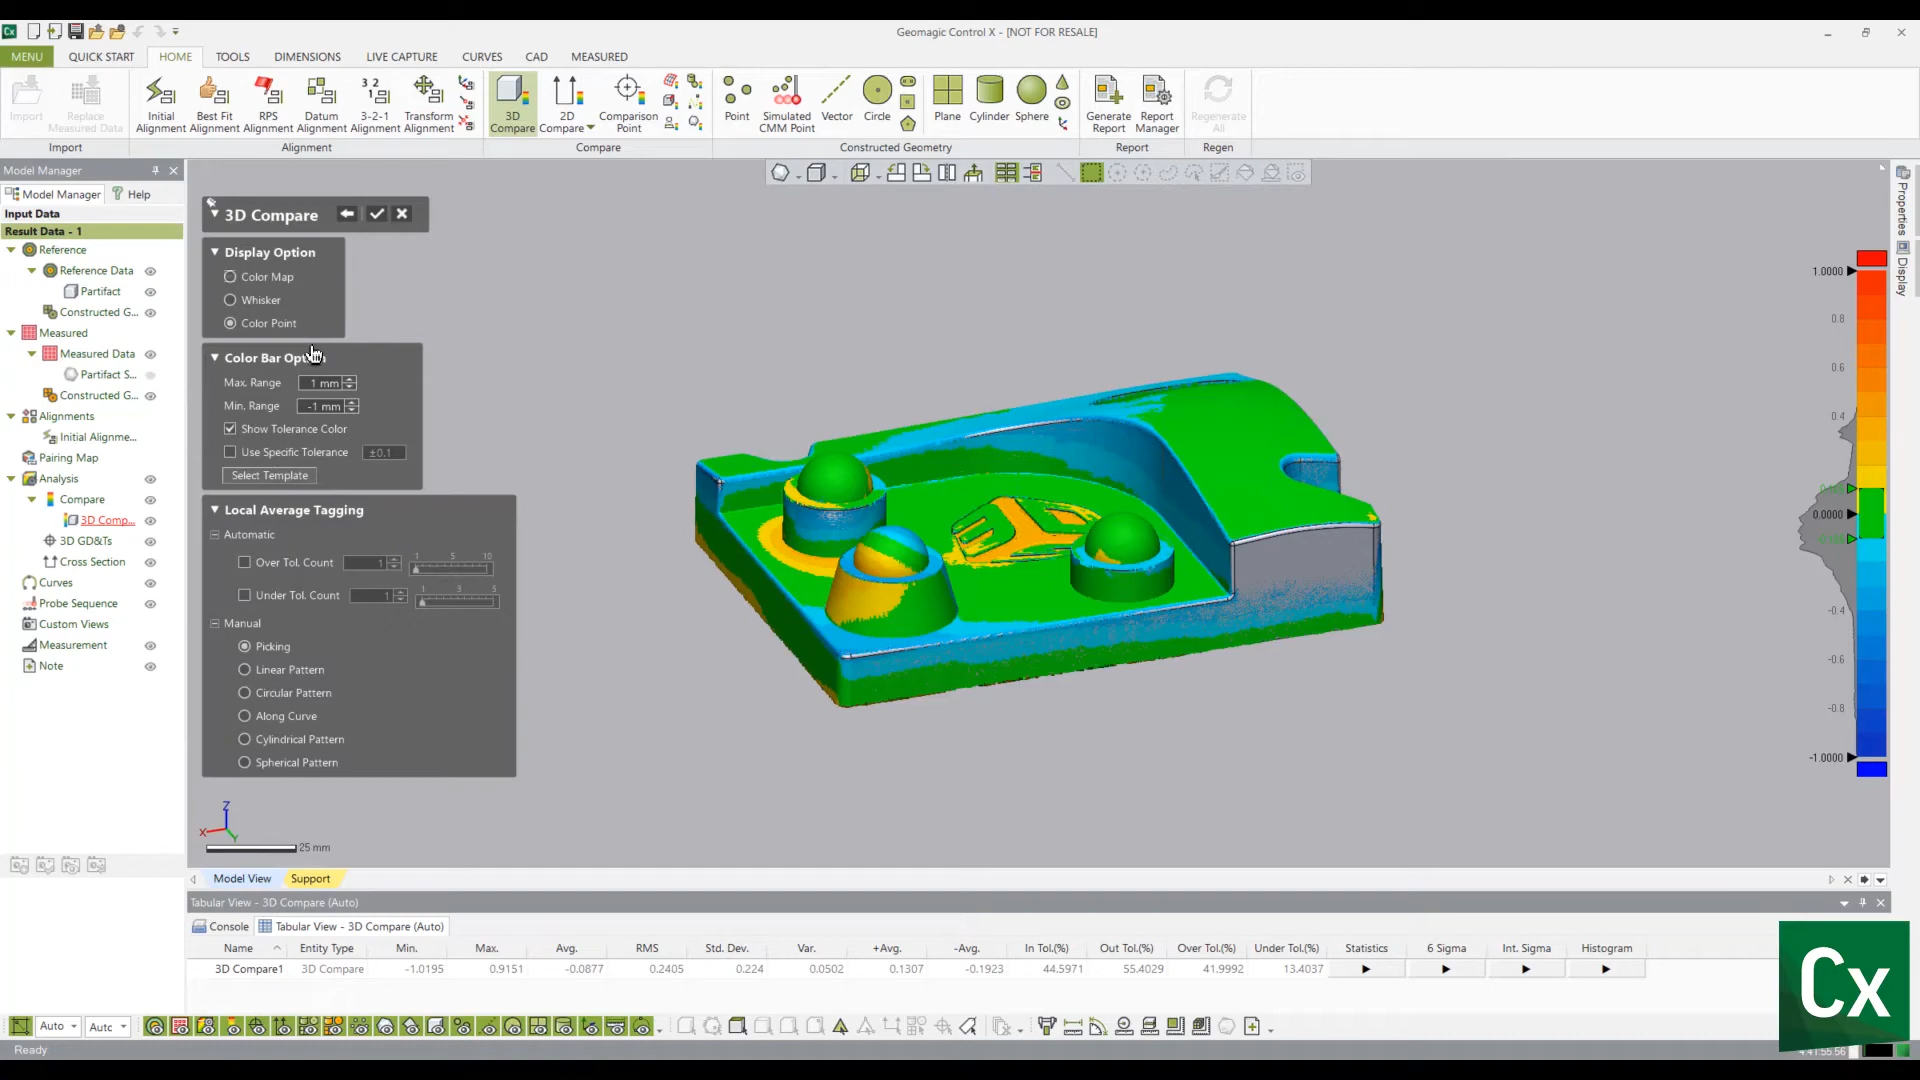 Cx
Geomagic Control X - [NOT FOR RESALE]
MENU QUICK START HOME TOOLS DIMENSIONS LIVE CAPTURE CURVES CAD MEASURED
Import
Replace Measured Data
Initial Alignment
Best Fit Alignment
RPS Alignment
Datum Alignment
3-2-1 Alignment
Transform Alignment
3D Compare
2D Compare
Comparison Point
Point
Simulated CMM Point
Vector
Circle
Plane
Cylinder
Sphere
Generate Report
Report Manager
Regenerate All
Import Alignment Compare Constructed Geometry Report Regen
Model Manager
Model Manager Help
Input Data
Result Data - 1
Reference
Reference Data
Partifact
Constructed G...
Measured
Measured Data
Partifact S...
Constructed G...
Alignments
Initial Alignme...
Pairing Map
Analysis
Compare
3D Comp...
3D GD&Ts
Cross Section
Curves
Probe Sequence
Custom Views
Measurement
Note
3D Compare
Display Option
Color Map
Whisker
Color Point
Color Bar Opt
Max. Range 1 mm
Min. Range -1 mm
Show Tolerance Color
Use Specific Tolerance ±0.1
Select Template
Local Average Tagging
Automatic
Over Tol. Count 1 1 5 10
Under Tol. Count 1 1 3 5
Manual
Picking
Linear Pattern
Circular Pattern
Along Curve
Cylindrical Pattern
Spherical Pattern
Z
X
Y
25 mm
1.0000
0.8
0.6
0.4
0.0000
-0.4
-0.6
-0.8
-1.0000
Properties
Display
Model View Support
Tabular View - 3D Compare (Auto)
Console Tabular View - 3D Compare (Auto)
Name Entity Type Min. Max. Avg. RMS Std. Dev. Var. +Avg. -Avg. In Tol.(%) Out Tol.(%) Over Tol.(%) Under Tol.(%) Statistics 6 Sigma Int. Sigma Histogram
3D Compare1 3D Compare -1.0195 0.9151 -0.0877 0.2405 0.224 0.0502 0.1307 -0.1923 44.5971 55.4029 41.9992 13.4037
Auto Autc
Ready
Cx